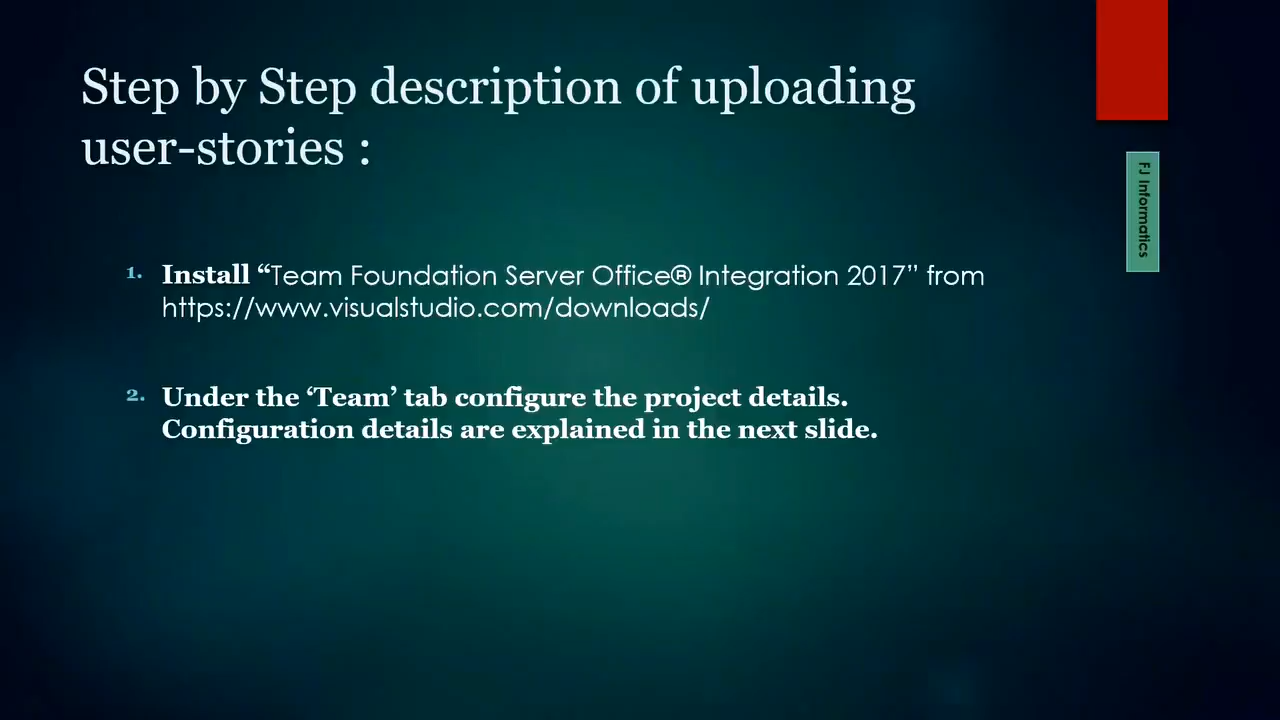 Step by Step description of uploading
user-stories :
FJ Informatics
1. Install “Team Foundation Server Office® Integration 2017” from
https://www.visualstudio.com/downloads/
2. Under the ‘Team’ tab configure the project details.
Configuration details are explained in the next slide.